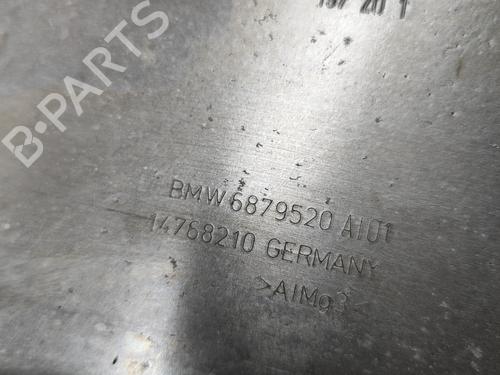 B-PARTS
BMW 6879520 AI01
14768210 GERMANY
>AlMg3<